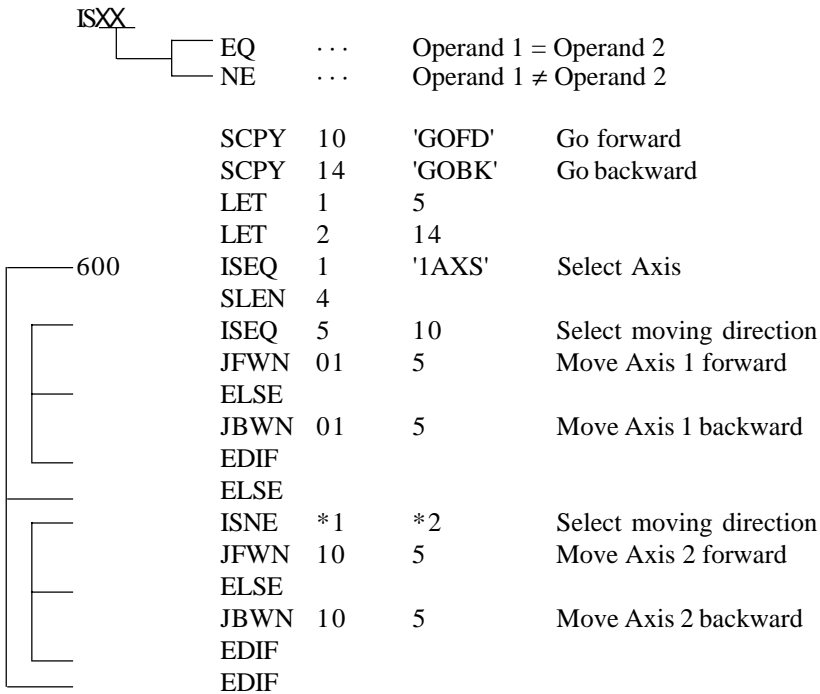 ISXX
EQ ··· Operand 1 = Operand 2
NE ··· Operand 1 ≠ Operand 2
SCPY 10 'GOFD' Go forward
SCPY 14 'GOBK' Go backward
LET 1 5
LET 2 14
600 ISEQ 1 '1AXS' Select Axis
SLEN 4
ISEQ 5 10 Select moving direction
JFWN 01 5 Move Axis 1 forward
ELSE
JBWN 01 5 Move Axis 1 backward
EDIF
ELSE
ISNE *1 *2 Select moving direction
JFWN 10 5 Move Axis 2 forward
ELSE
JBWN 10 5 Move Axis 2 backward
EDIF
EDIF